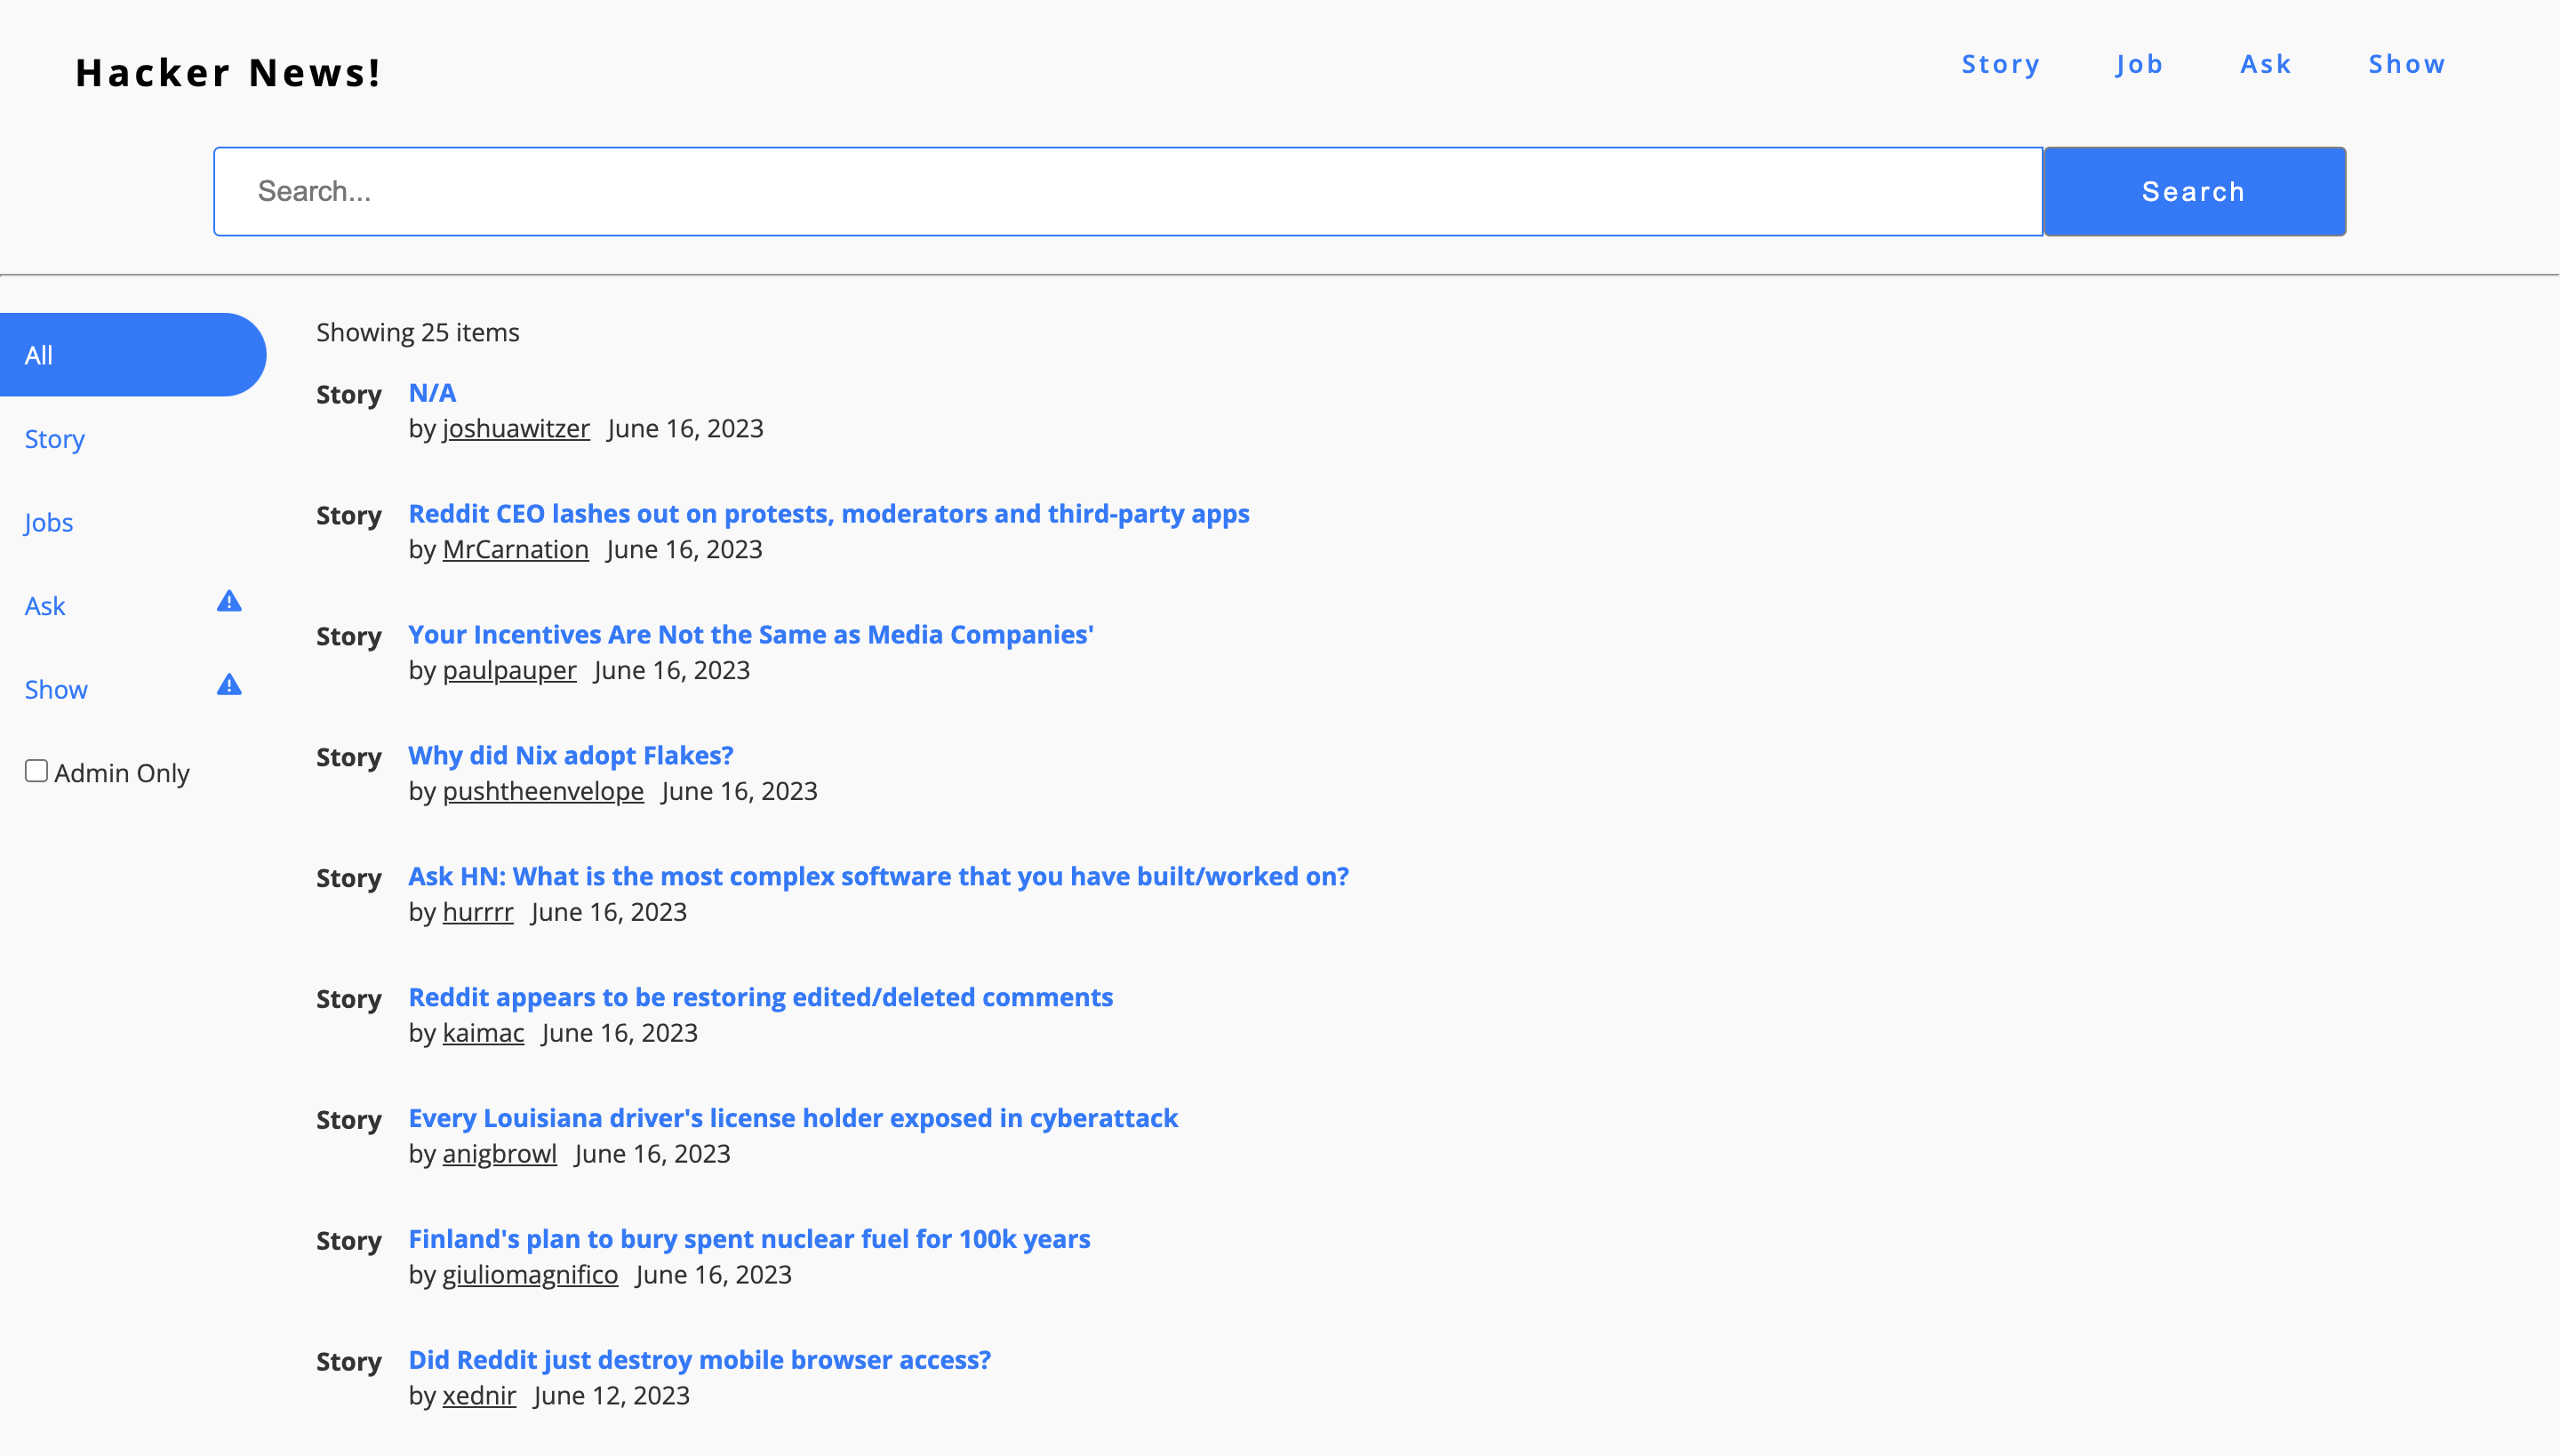 Hacker News!
Story Job Ask Show
Search...
Search
All
Story
Jobs
Ask
Show
Admin Only
Showing 25 items
Story N/A
by joshuawitzer June 16, 2023
Story Reddit CEO lashes out on protests, moderators and third-party apps
by MrCarnation June 16, 2023
Story Your Incentives Are Not the Same as Media Companies'
by paulpauper June 16, 2023
Story Why did Nix adopt Flakes?
by pushtheenvelope June 16, 2023
Story Ask HN: What is the most complex software that you have built/worked on?
by hurrrr June 16, 2023
Story Reddit appears to be restoring edited/deleted comments
by kaimac June 16, 2023
Story Every Louisiana driver's license holder exposed in cyberattack
by anigbrowl June 16, 2023
Story Finland's plan to bury spent nuclear fuel for 100k years
by giuliomagnifico June 16, 2023
Story Did Reddit just destroy mobile browser access?
by xednir June 12, 2023